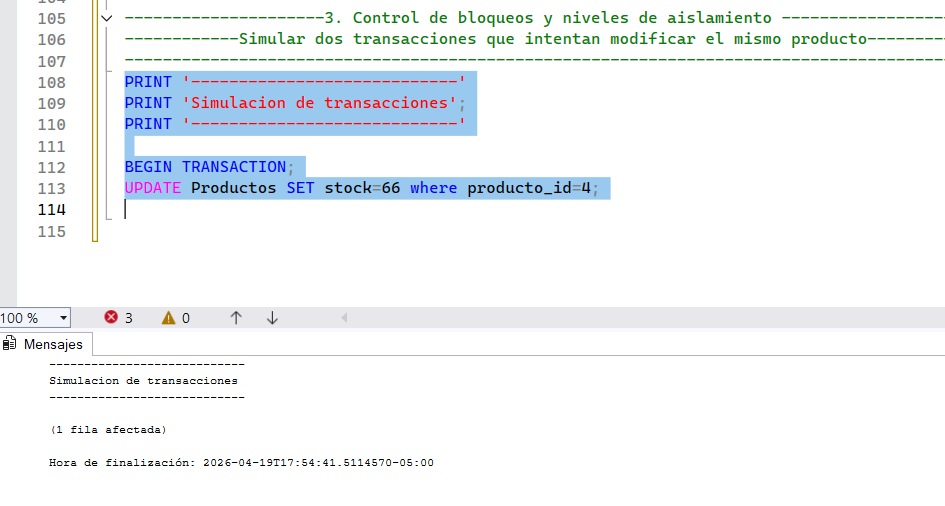 104
105 ---------------------3. Control de bloqueos y niveles de aislamiento -----------------
106 ------------Simular dos transacciones que intentan modificar el mismo producto--------
107 --------------------------------------------------------------------------------------
108 PRINT '----------------------------'
109 PRINT 'Simulacion de transacciones';
110 PRINT '----------------------------'
111
112 BEGIN TRANSACTION;
113 UPDATE Productos SET stock=66 where producto_id=4;
114
115
100 % 3 0
Mensajes
----------------------------
Simulacion de transacciones
----------------------------
(1 fila afectada)
Hora de finalización: 2026-04-19T17:54:41.5114570-05:00